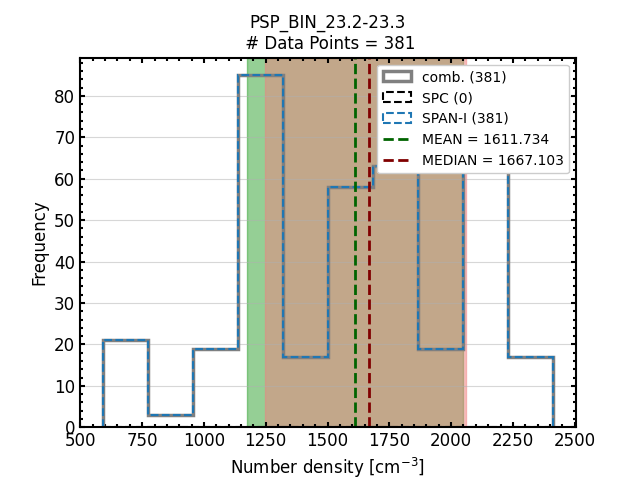 PSP_BIN_23.2-23.3
# Data Points = 381
comb. (381)
SPC (0)
SPAN-I (381)
MEAN = 1611.734
MEDIAN = 1667.103
Frequency
80
70
60
50
40
30
20
10
0
500 750 1000 1250 1500 1750 2000 2250 2500
Number density [cm⁻³]